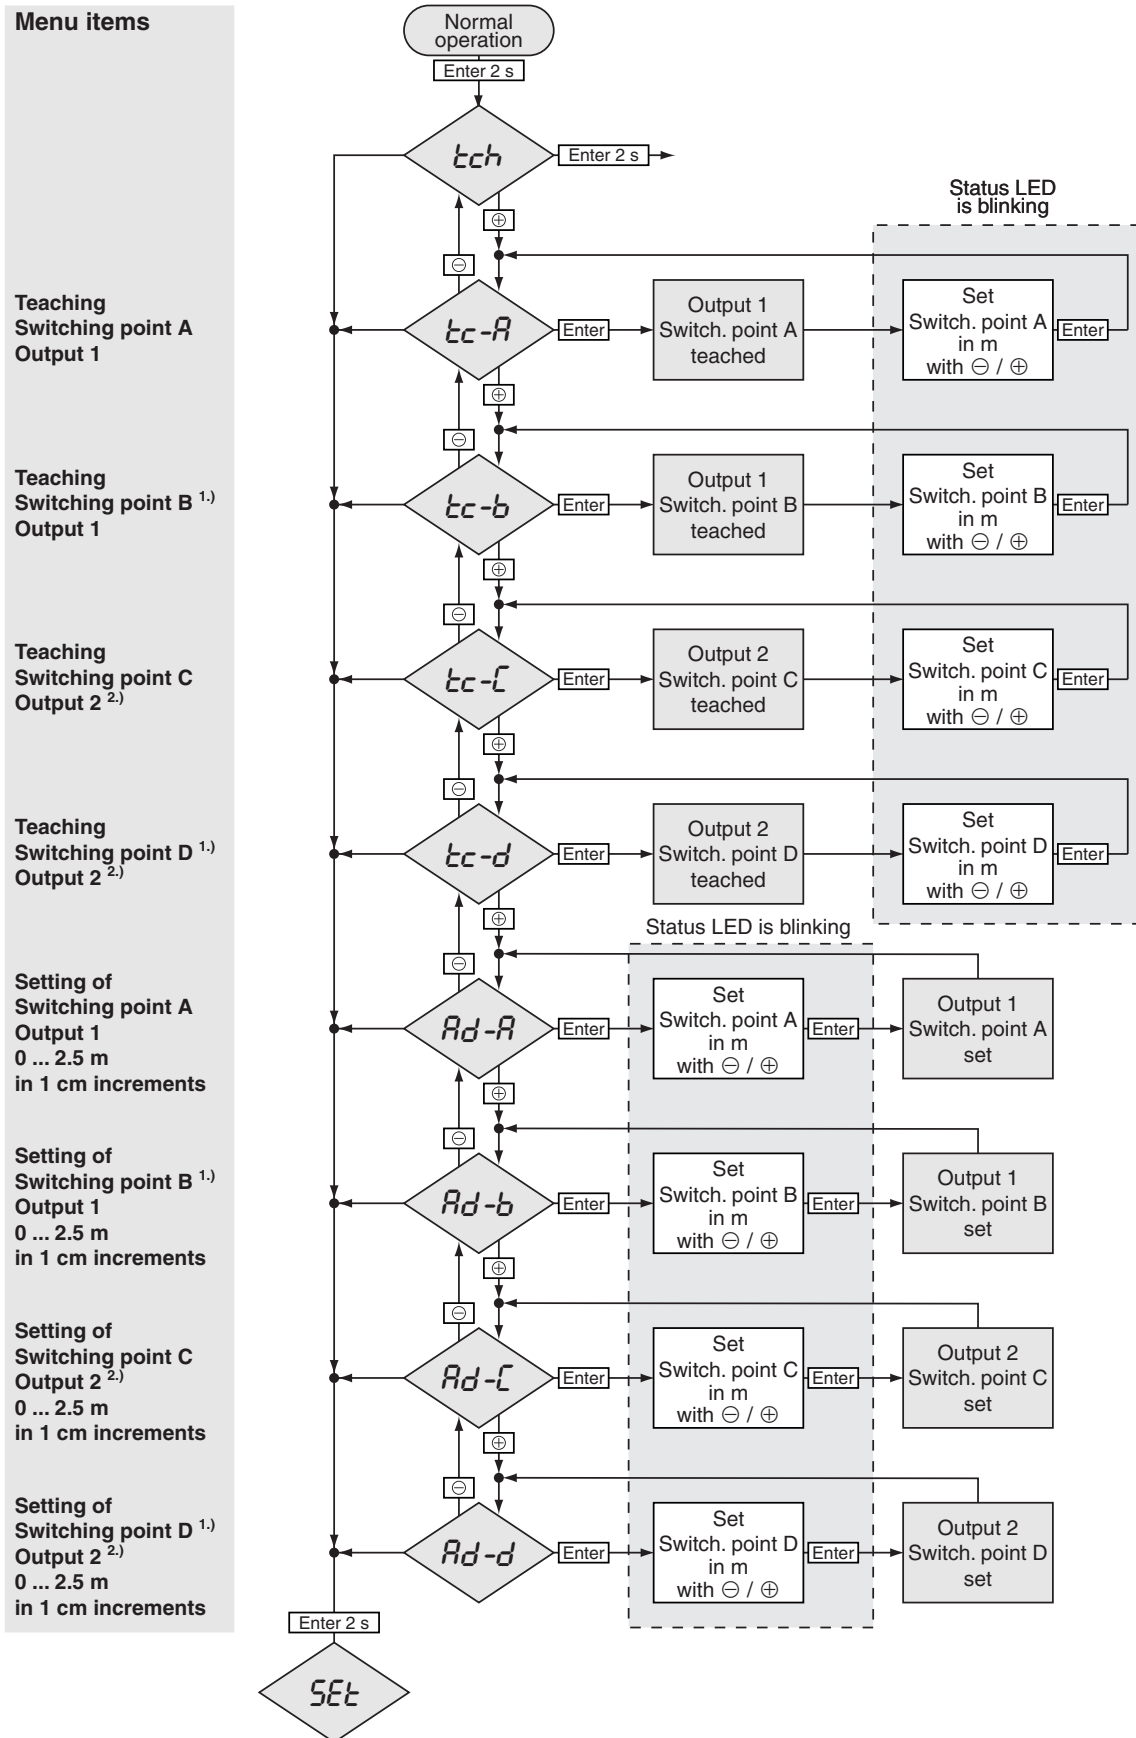 Menu items
Normal
operation
Enter 2 s
tch
Enter 2 s
Status LED
is blinking
⊕
⊖
Teaching
Switching point A
Output 1
tc-A
Enter
Output 1
Switch. point A
teached
Set
Switch. point A
in m
with ⊖ / ⊕
Enter
⊕
⊖
Teaching
Switching point B 1.)
Output 1
tc-b
Enter
Output 1
Switch. point B
teached
Set
Switch. point B
in m
with ⊖ / ⊕
Enter
⊕
⊖
Teaching
Switching point C
Output 2 2.)
tc-C
Enter
Output 2
Switch. point C
teached
Set
Switch. point C
in m
with ⊖ / ⊕
Enter
⊕
⊖
Teaching
Switching point D 1.)
Output 2 2.)
tc-d
Enter
Output 2
Switch. point D
teached
Set
Switch. point D
in m
with ⊖ / ⊕
Enter
⊕
Status LED is blinking
⊖
Setting of
Switching point A
Output 1
0 ... 2.5 m
in 1 cm increments
Ad-A
Enter
Set
Switch. point A
in m
with ⊖ / ⊕
Enter
Output 1
Switch. point A
set
⊕
⊖
Setting of
Switching point B 1.)
Output 1
0 ... 2.5 m
in 1 cm increments
Ad-b
Enter
Set
Switch. point B
in m
with ⊖ / ⊕
Enter
Output 1
Switch. point B
set
⊕
⊖
Setting of
Switching point C
Output 2 2.)
0 ... 2.5 m
in 1 cm increments
Ad-C
Enter
Set
Switch. point C
in m
with ⊖ / ⊕
Enter
Output 2
Switch. point C
set
⊕
⊖
Setting of
Switching point D 1.)
Output 2 2.)
0 ... 2.5 m
in 1 cm increments
Ad-d
Enter
Set
Switch. point D
in m
with ⊖ / ⊕
Enter
Output 2
Switch. point D
set
Enter 2 s
SEt